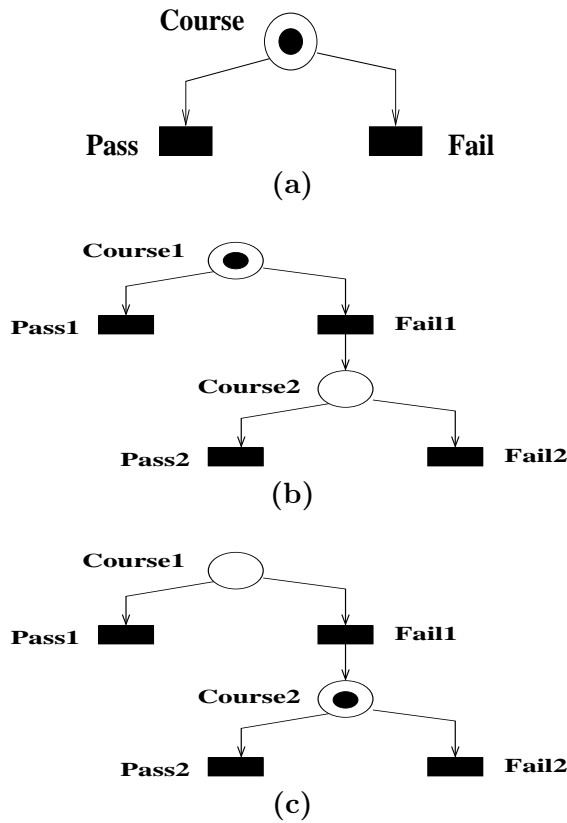 Course
Pass
Fail
(a)
Course1
Pass1
Fail1
Course2
Pass2
Fail2
(b)
Course1
Pass1
Fail1
Course2
Pass2
Fail2
(c)